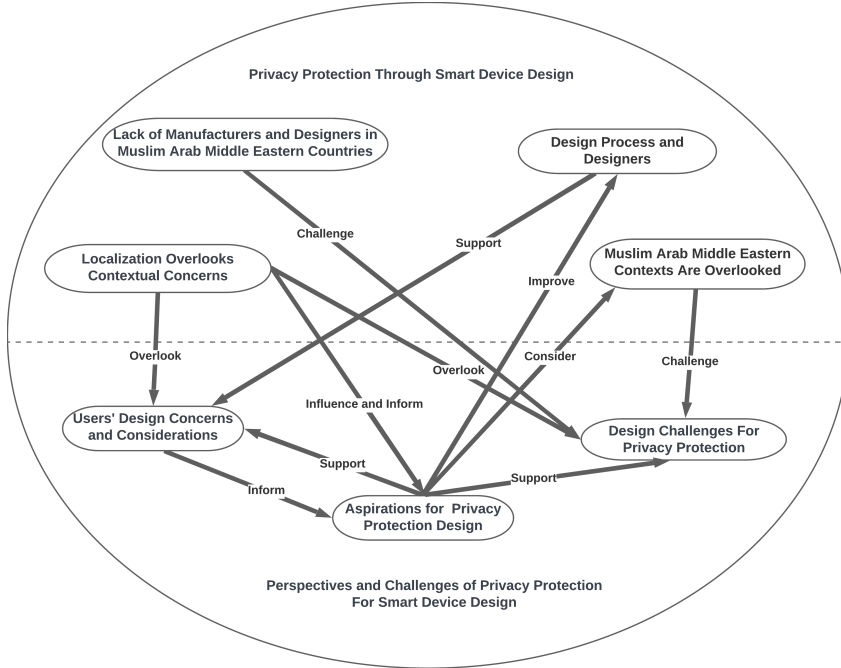 Privacy Protection Through Smart Device Design
Lack of Manufacturers and Designers in
Muslim Arab Middle Eastern Countries
Design Process and
Designers
Challenge
Support
Localization Overlooks
Contextual Concerns
Muslim Arab Middle Eastern
Contexts Are Overlooked
Improve
Overlook
Consider
Challenge
Overlook
Influence and Inform
Users' Design Concerns
and Considerations
Design Challenges For
Privacy Protection
Support
Support
Inform
Aspirations for Privacy
Protection Design
Perspectives and Challenges of Privacy Protection
For Smart Device Design